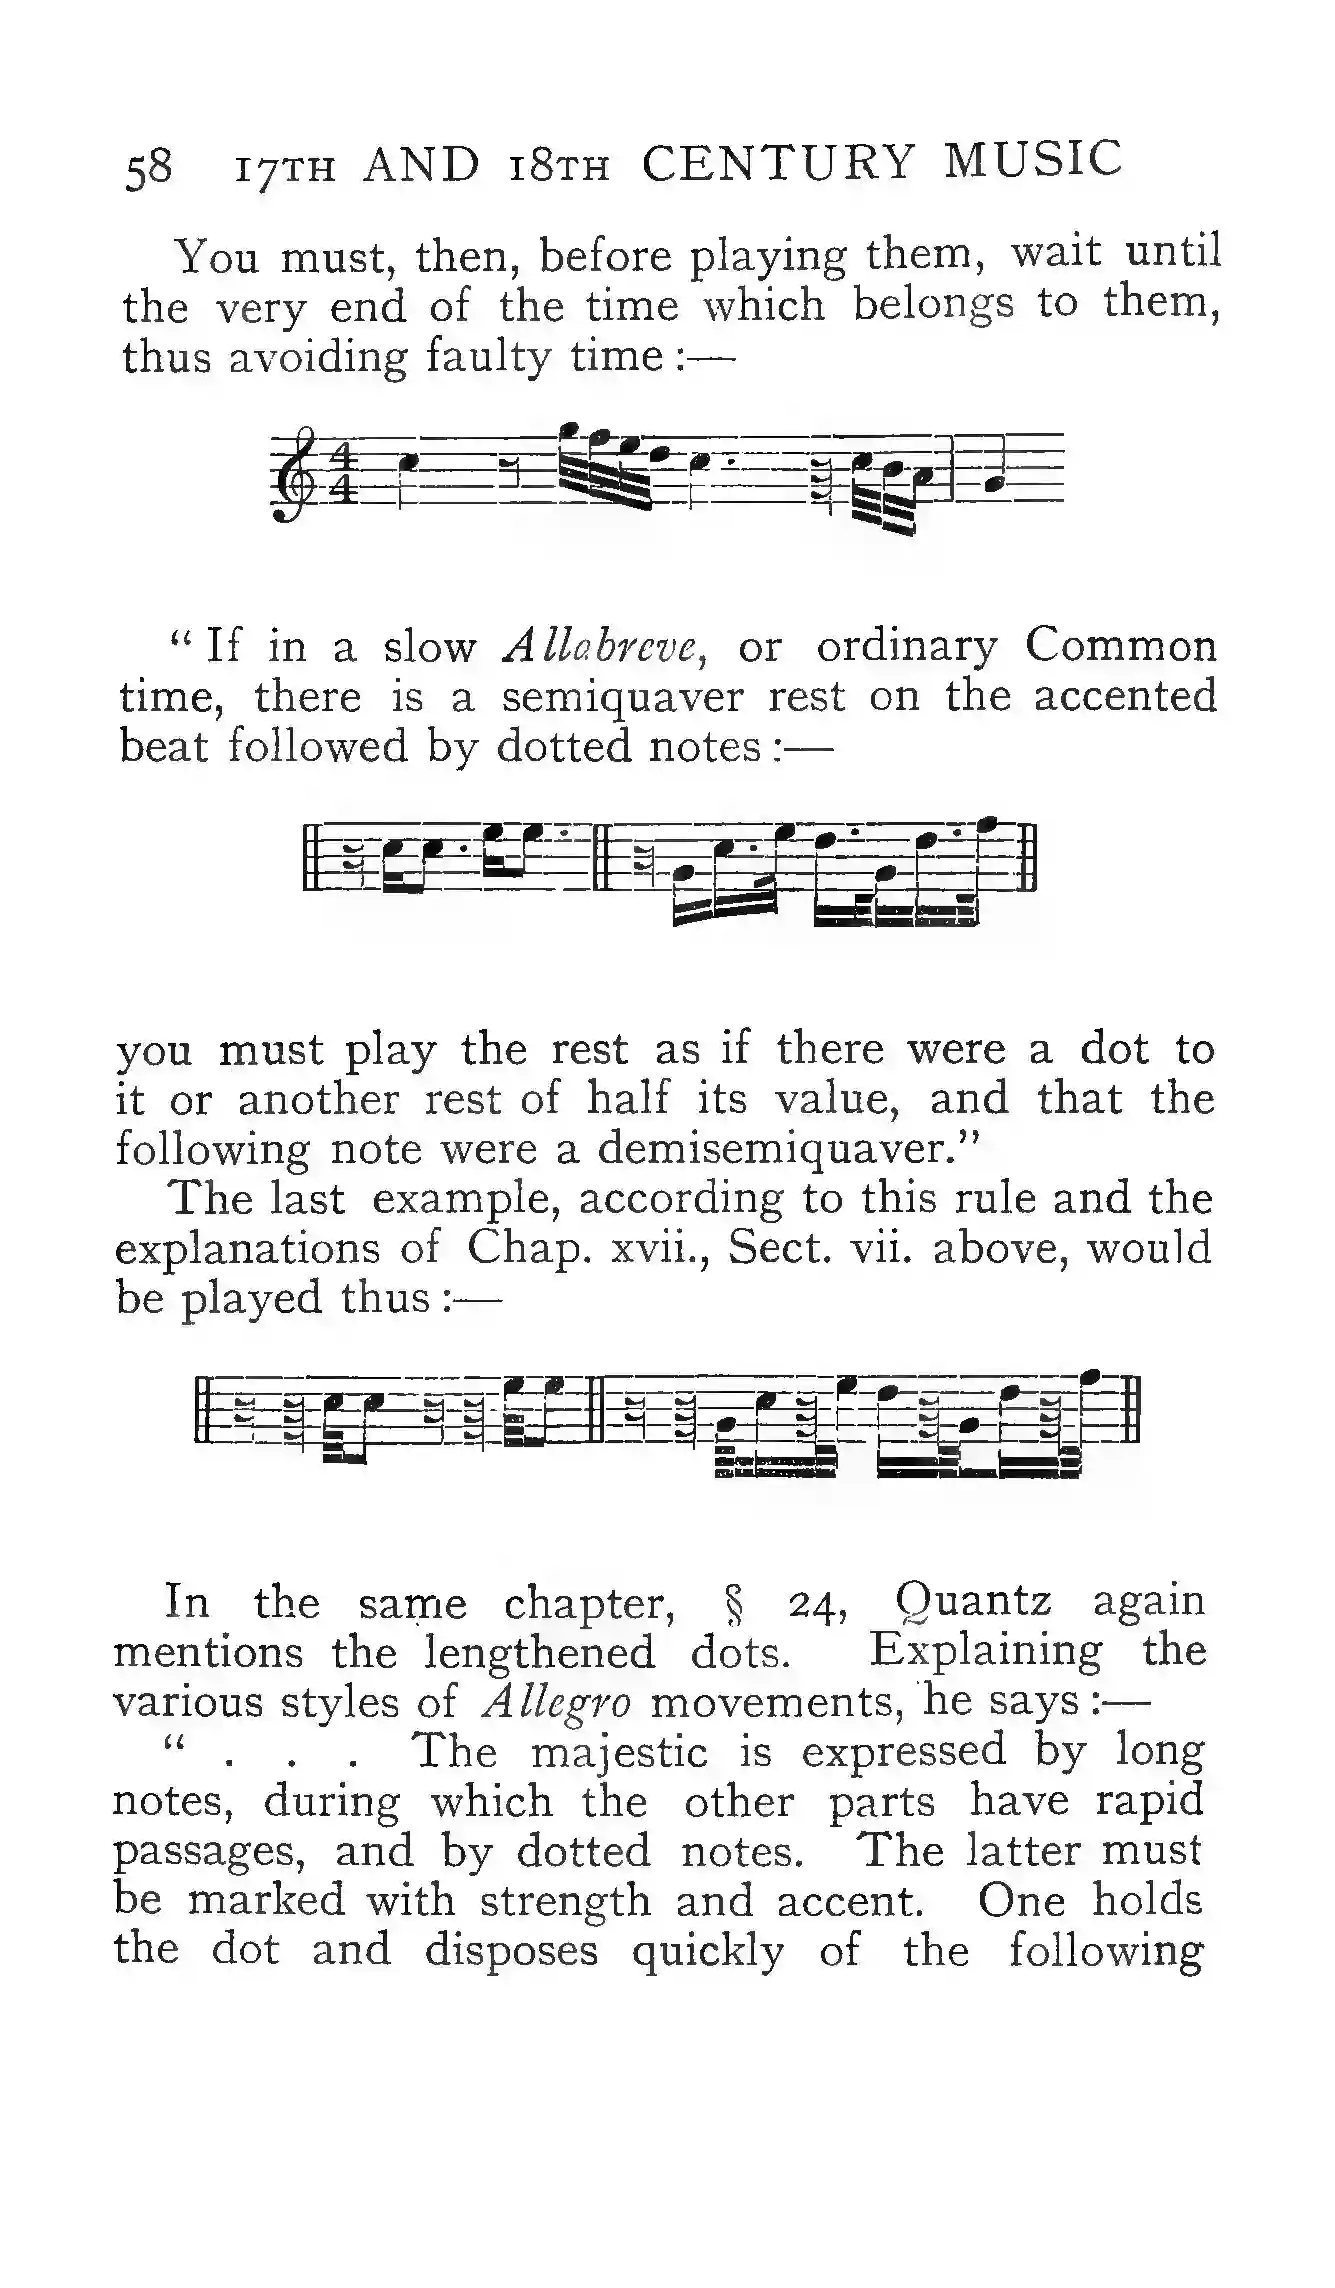 58 17TH AND 18TH CENTURY MUSIC
You must, then, before playing them, wait until
the very end of the time which belongs to them,
thus avoiding faulty time :—
4
4
“ If in a slow Allabreve, or ordinary Common
time, there is a semiquaver rest on the accented
beat followed by dotted notes :—
you must play the rest as if there were a dot to
it or another rest of half its value, and that the
following note were a demisemiquaver.”
The last example, according to this rule and the
explanations of Chap. xvii., Sect. vii. above, would
be played thus :—
In the same chapter, § 24, Quantz again
mentions the lengthened dots. Explaining the
various styles of Allegro movements, he says :—
“ . . . The majestic is expressed by long
notes, during which the other parts have rapid
passages, and by dotted notes. The latter must
be marked with strength and accent. One holds
the dot and disposes quickly of the following